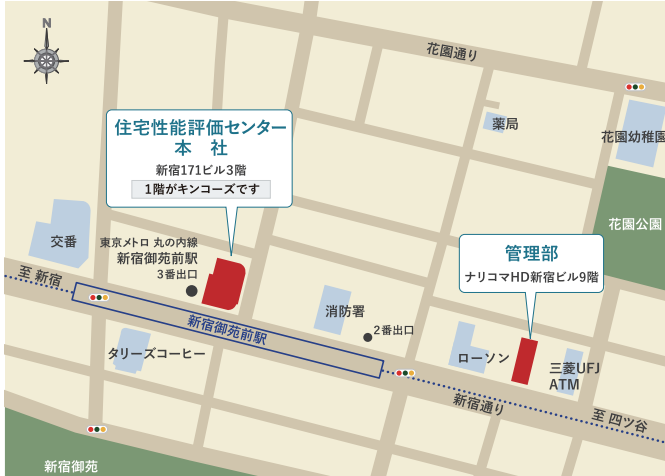 N
花園通り
住宅性能評価センター
本 社
新宿171ビル3階
1階がキンコーズです
薬局
花園幼稚園
花園公園
交番
東京メトロ 丸の内線
新宿御苑前駅
3番出口
管理部
ナリコマHD新宿ビル9階
至 新宿
新宿御苑前駅
消防署
2番出口
タリーズコーヒー
ローソン
三菱UFJ
ATM
新宿通り
至 四ツ谷
新宿御苑